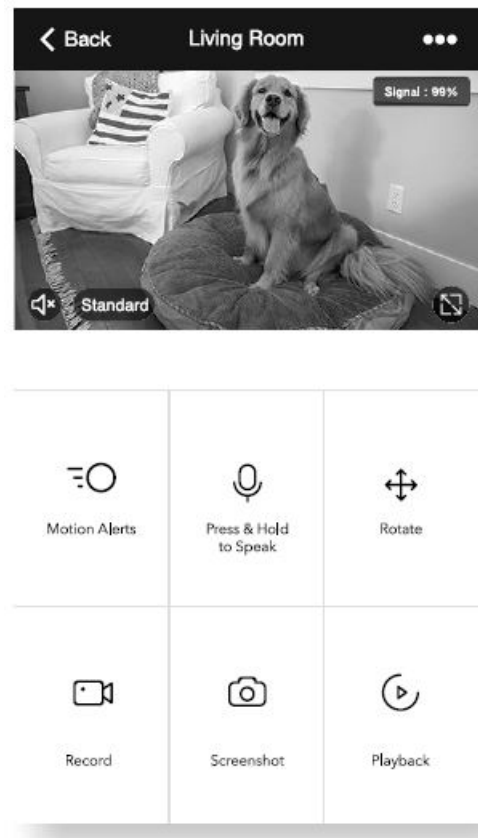 Back
Living Room
Signal : 99%
Standard
Motion Alerts
Press & Hold
to Speak
Rotate
Record
Screenshot
Playback